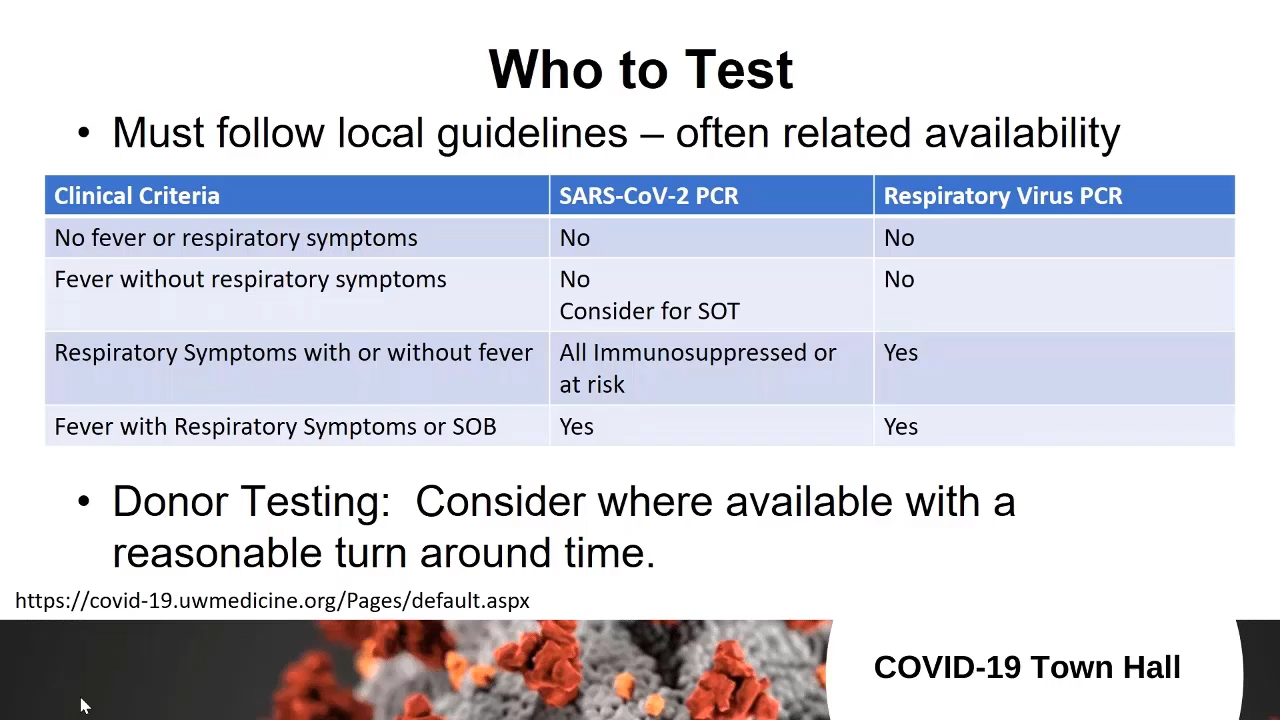 Who to Test
• Must follow local guidelines – often related availability
Clinical Criteria SARS-CoV-2 PCR Respiratory Virus PCR
No fever or respiratory symptoms No No
Fever without respiratory symptoms No No
Consider for SOT
Respiratory Symptoms with or without fever All Immunosuppressed or Yes
at risk
Fever with Respiratory Symptoms or SOB Yes Yes
• Donor Testing: Consider where available with a
reasonable turn around time.
https://covid-19.uwmedicine.org/Pages/default.aspx
COVID-19 Town Hall